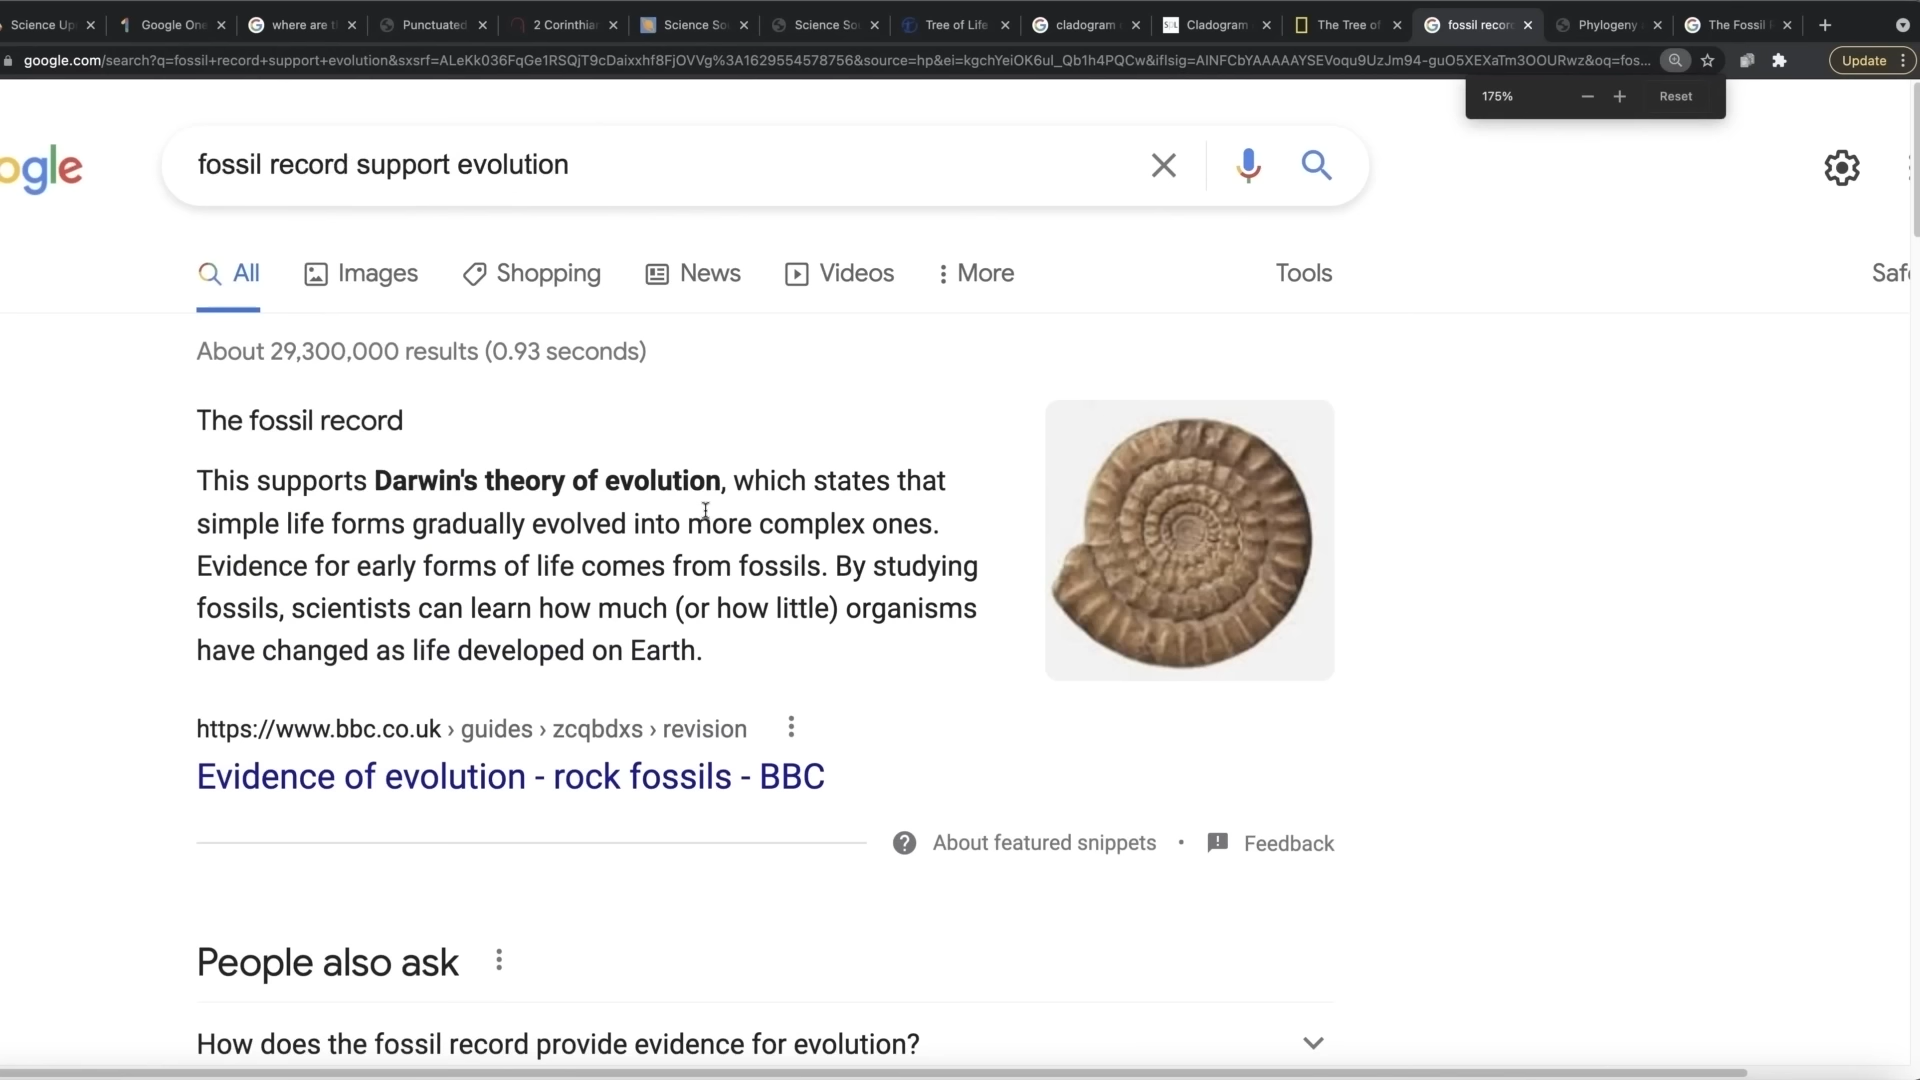 Science Up
Google One
where are t
Punctuated
2 Corinthia
Science So
Science So
Tree of Life
cladogram
Cladogram
The Tree of
fossil recor
Phylogeny
The Fossil
google.com/search?q=fossil+record+support+evolution&sxsrf=ALeKk036FqGe1RSQjT9cDaixxhf8FjOVVg%3A1629554578756&source=hp&ei=kgchYeiOK6ul_Qb1h4PQCw&iflsig=AINFCbYAAAAAYSEVoqu9UzJm94-guO5XEXaTm3OOURwz&oq=fos...
Update
175%
Reset
ogle
fossil record support evolution
All
Images
Shopping
News
Videos
More
Tools
Safe
About 29,300,000 results (0.93 seconds)
The fossil record
This supports Darwin's theory of evolution, which states that
simple life forms gradually evolved into more complex ones.
Evidence for early forms of life comes from fossils. By studying
fossils, scientists can learn how much (or how little) organisms
have changed as life developed on Earth.
https://www.bbc.co.uk › guides › zcqbdxs › revision
Evidence of evolution - rock fossils - BBC
About featured snippets • Feedback
People also ask
How does the fossil record provide evidence for evolution?